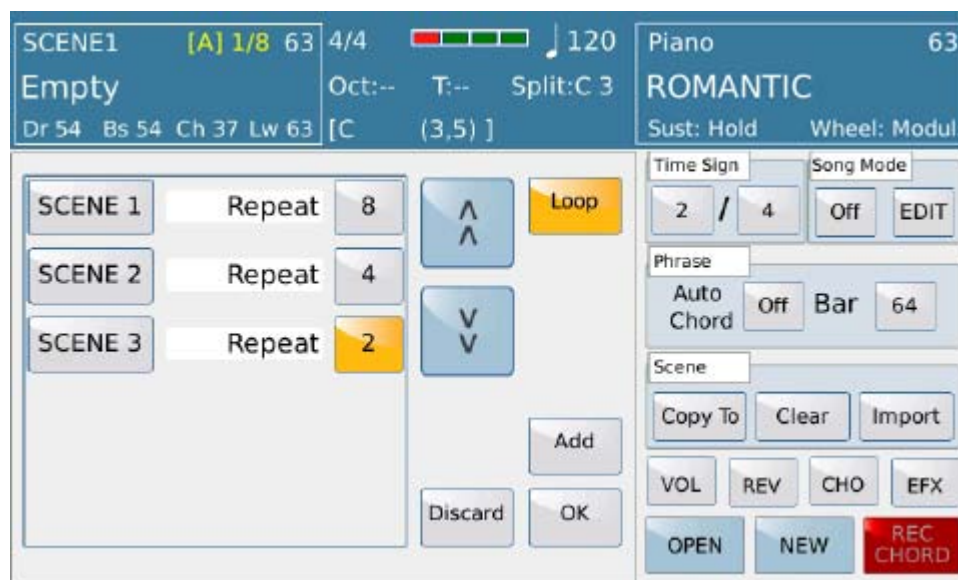 SCENE1 [A] 1/8 63
Empty
Dr 54 Bs 54 Ch 37 Lw 63
4/4 120
Oct:-- T:-- Split:C 3
[C (3,5) ]
Piano 63
ROMANTIC
Sust: Hold Wheel: Modul
SCENE 1 Repeat 8
SCENE 2 Repeat 4
SCENE 3 Repeat 2
^
^
v
v
Loop
Add
Discard OK
Time Sign
2 / 4
Song Mode
Off EDIT
Phrase
Auto
Chord Off Bar 64
Scene
Copy To Clear Import
VOL REV CHO EFX
OPEN NEW REC
CHORD